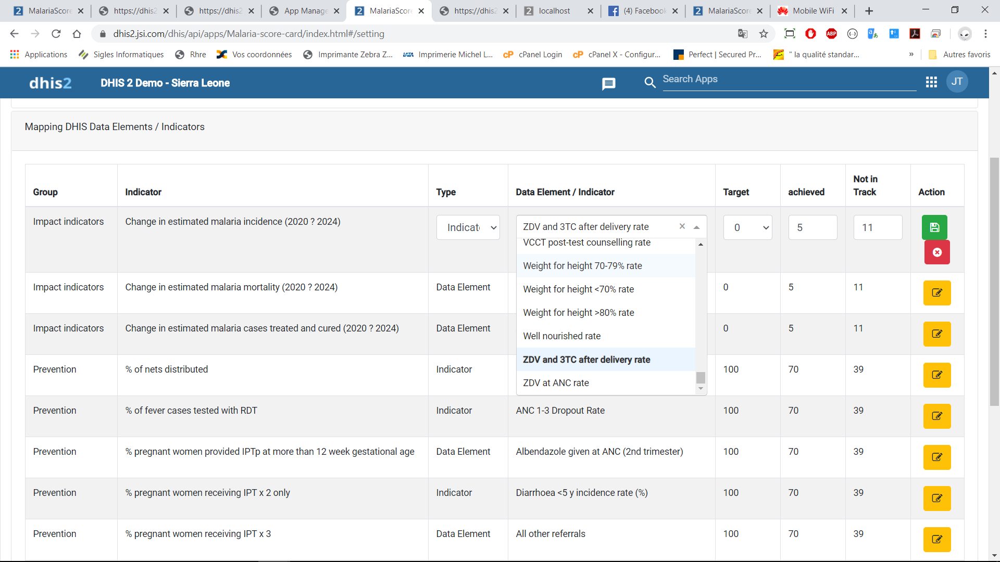 MalariaScore
https://dhis2
https://dhis2
App Manage
MalariaScore
https://dhis2
localhost
(4) Facebook
MalariaScore
Mobile WiFi
dhis2.jsi.com/dhis/api/apps/Malaria-score-card/index.html#/setting
Applications
Sigles Informatiques
Rhre
Vos coordonnées
Imprimante Zebra Z...
Imprimerie Michel L...
cPanel Login
cPanel X - Configur...
Perfect | Secured Pr...
" la qualité standar...
»
Autres favoris
dhis2
DHIS 2 Demo - Sierra Leone
Search Apps
JT
Mapping DHIS Data Elements / Indicators
Group Indicator Type Data Element / Indicator Target achieved Not in Track Action
Impact indicators Change in estimated malaria incidence (2020 ? 2024) Indicat ZDV and 3TC after delivery rate × 0 5 11
VCCT post-test counselling rate
Weight for height 70-79% rate
Weight for height <70% rate
Weight for height >80% rate
Well nourished rate
ZDV and 3TC after delivery rate
ZDV at ANC rate
Impact indicators Change in estimated malaria mortality (2020 ? 2024) Data Element 0 5 11
Impact indicators Change in estimated malaria cases treated and cured (2020 ? 2024) Data Element 0 5 11
Prevention % of nets distributed Indicator 100 70 39
Prevention % of fever cases tested with RDT Indicator ANC 1-3 Dropout Rate 100 70 39
Prevention % pregnant women provided IPTp at more than 12 week gestational age Data Element Albendazole given at ANC (2nd trimester) 100 70 39
Prevention % pregnant women receiving IPT x 2 only Indicator Diarrhoea <5 y incidence rate (%) 100 70 39
Prevention % pregnant women receiving IPT x 3 Data Element All other referrals 100 70 39